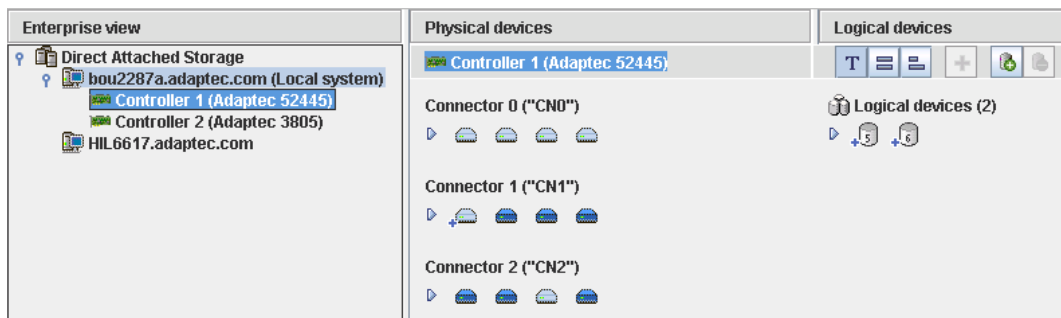 Enterprise view
Direct Attached Storage
bou2287a.adaptec.com (Local system)
Controller 1 (Adaptec 52445)
Controller 2 (Adaptec 3805)
HIL6617.adaptec.com
Physical devices
Controller 1 (Adaptec 52445)
Connector 0 ("CN0")
Connector 1 ("CN1")
Connector 2 ("CN2")
Logical devices
T
Logical devices (2)
5 6